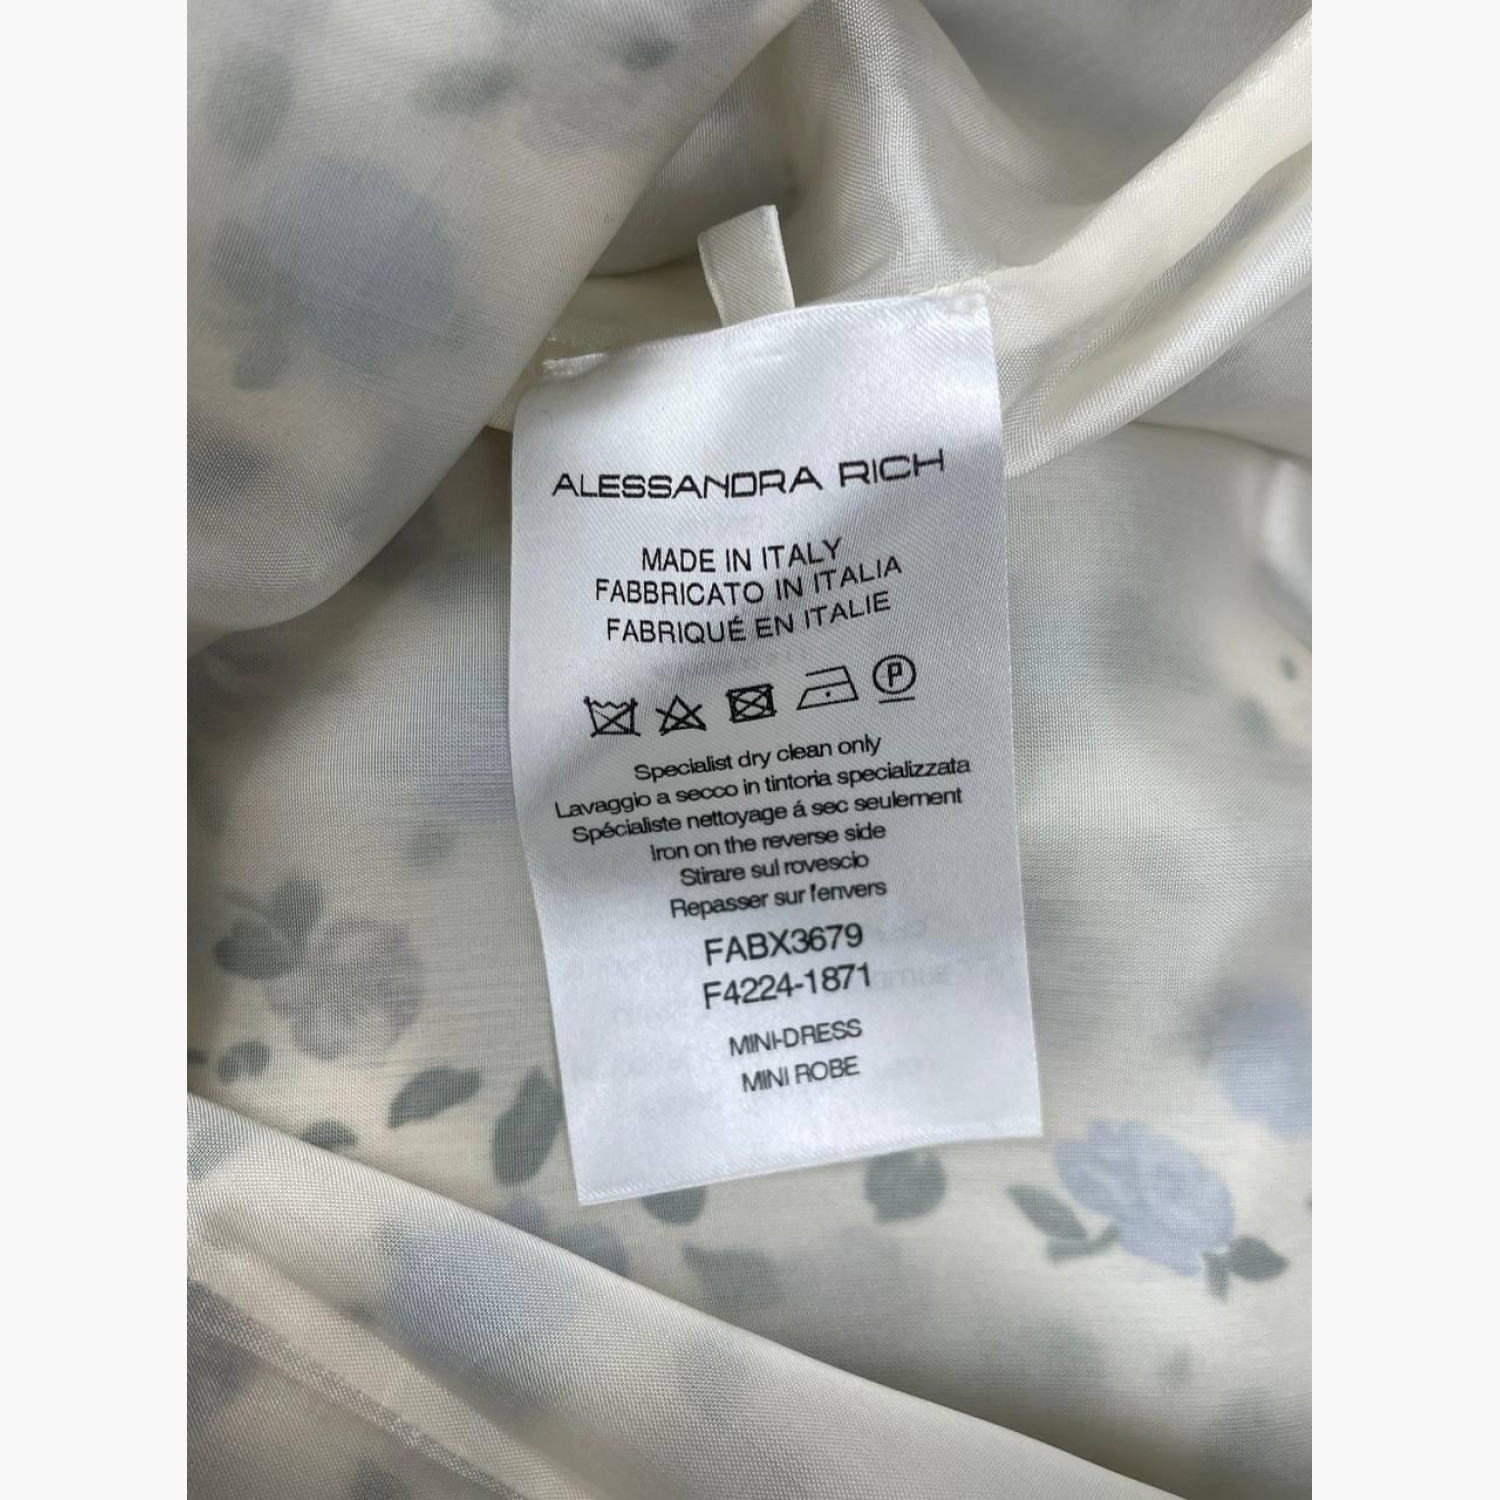 ALESSANDRA RICH
MADE IN ITALY
FABBRICATO IN ITALIA
FABRIQUÉ EN ITALIE
P
Specialist dry clean only
Lavaggio a secco in tintoria specializzata
Spécialiste nettoyage á sec seulement
Iron on the reverse side
Stirare sul rovescio
Repasser sur l'envers
FABX3679
F4224-1871
MINI-DRESS
MINI ROBE